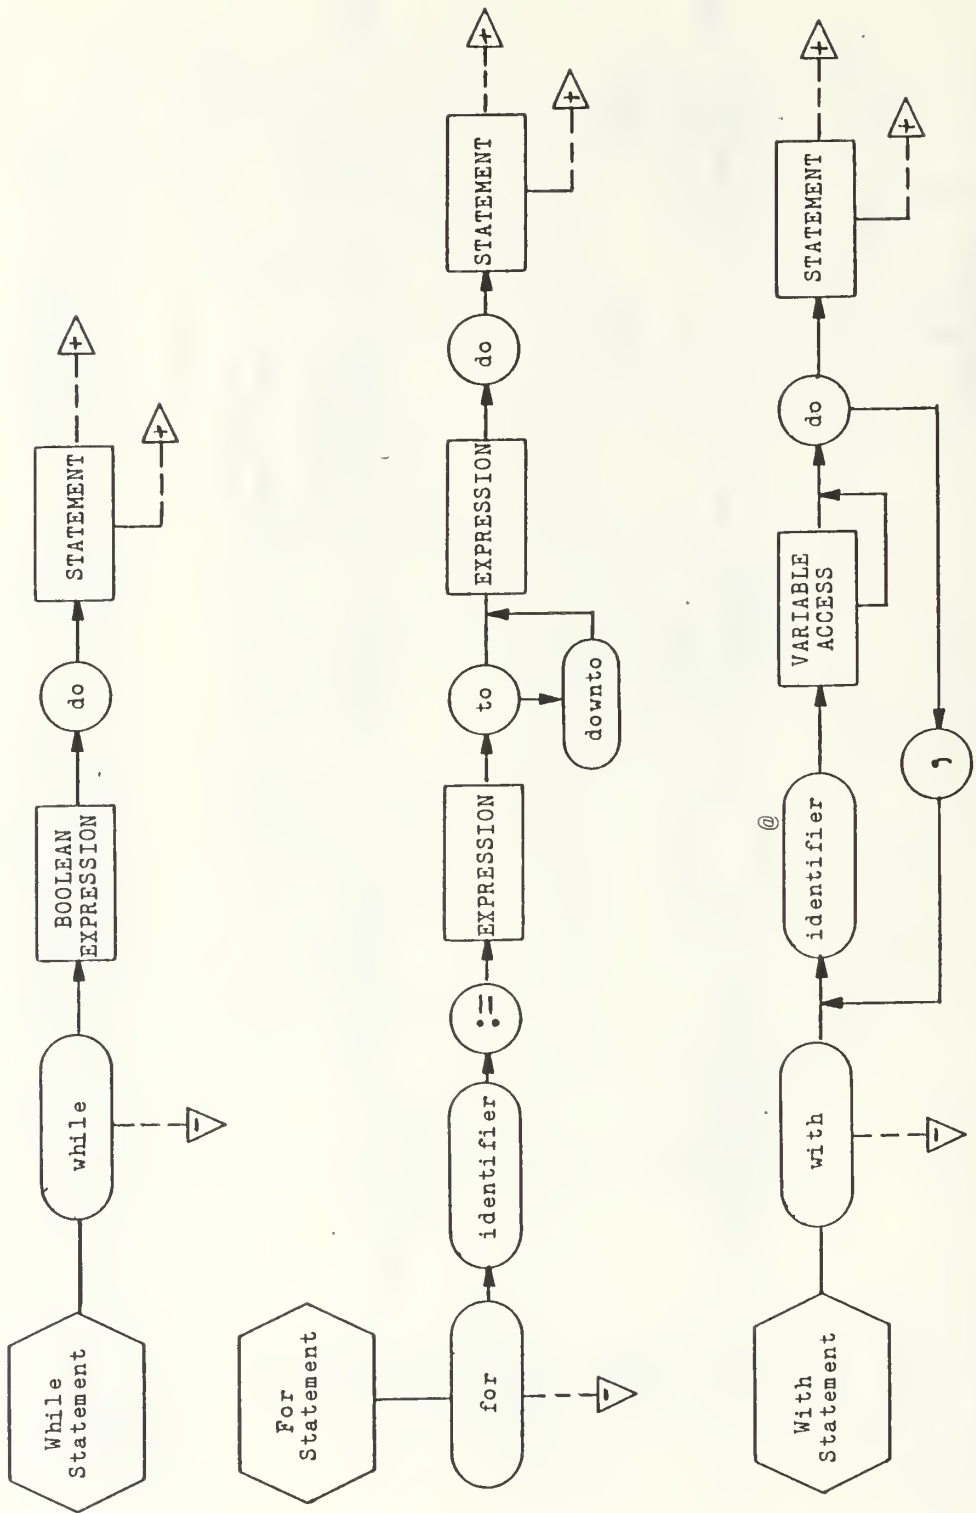 While
Statement
while
-
BOOLEAN
EXPRESSION
do
STATEMENT
+
+
For
Statement
for
-
identifier
:=
EXPRESSION
to
downto
EXPRESSION
do
STATEMENT
+
+
With
Statement
with
-
identifier
@
VARIABLE
ACCESS
do
,
STATEMENT
+
+